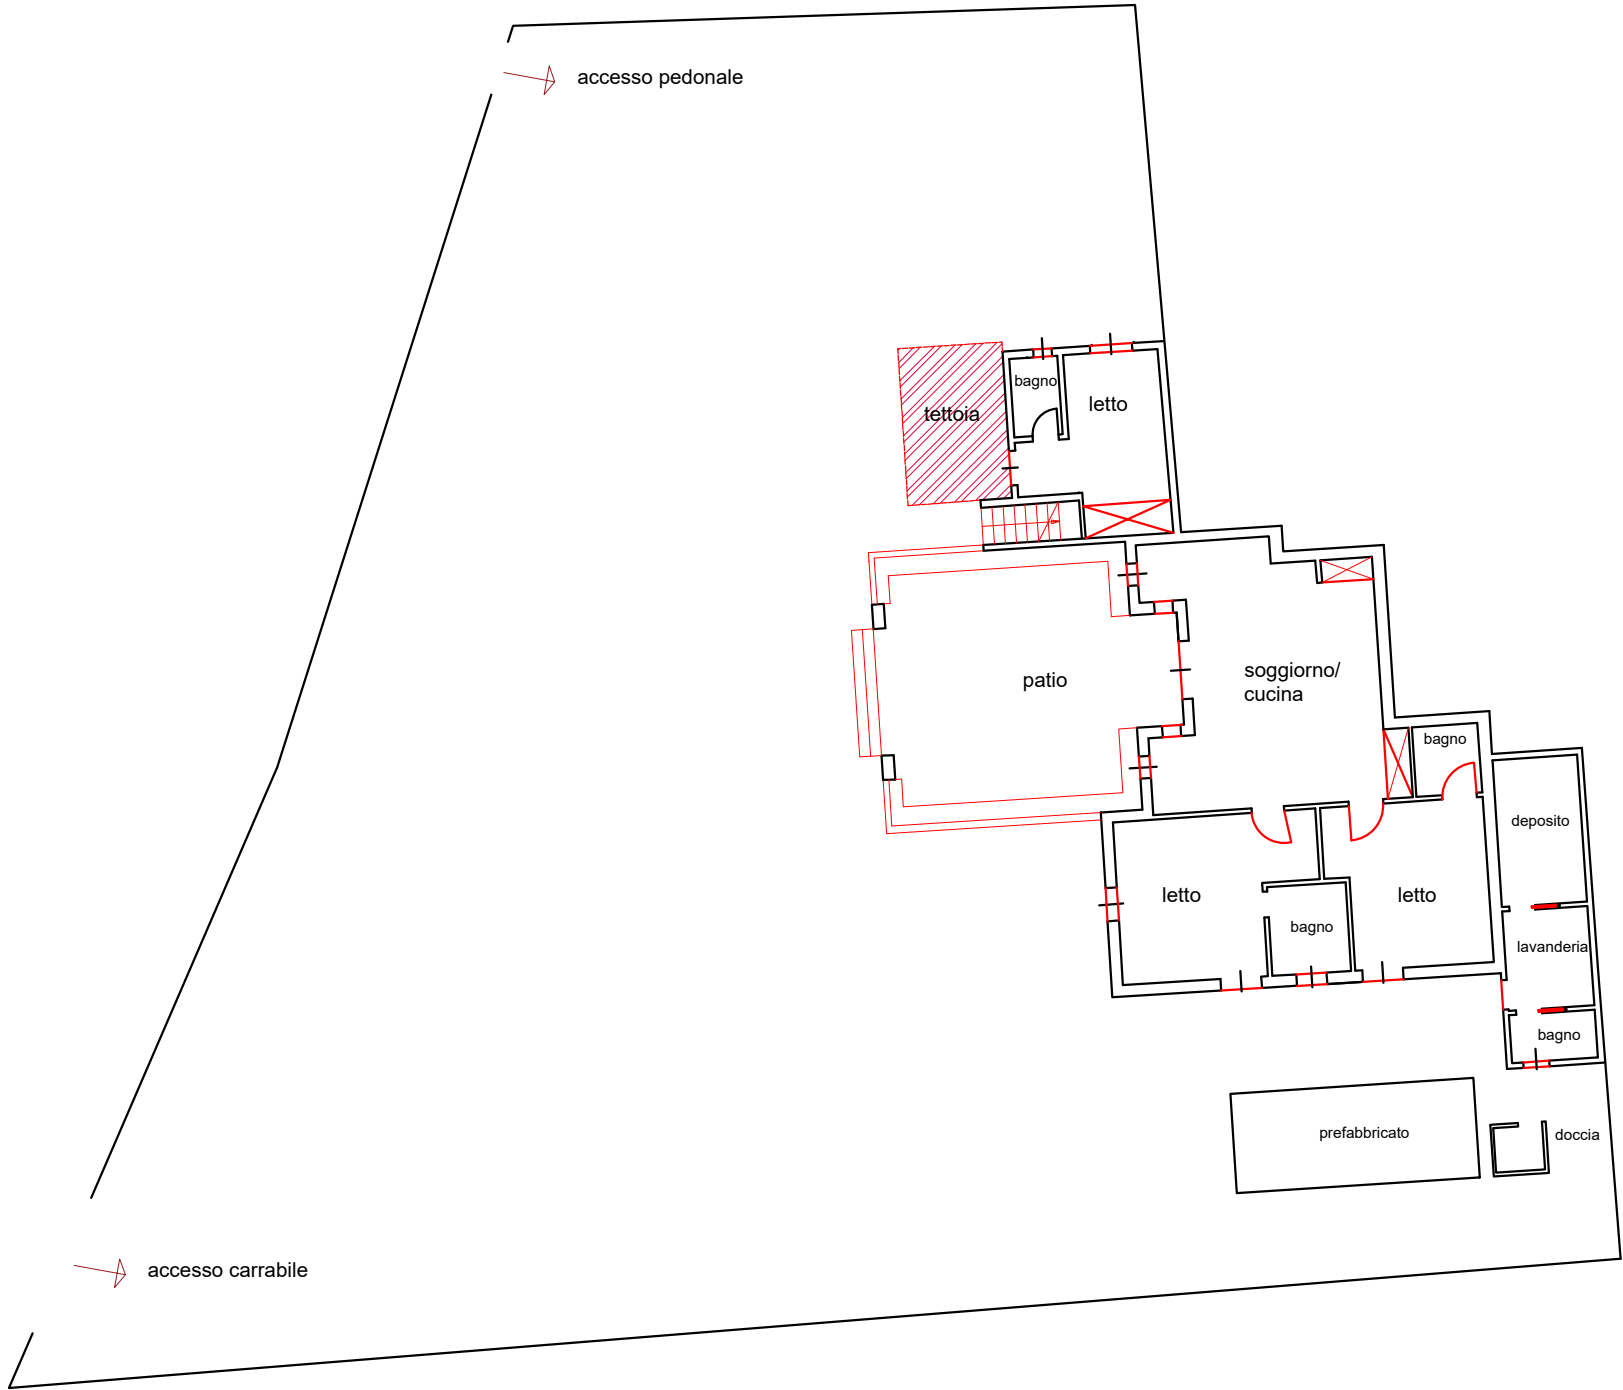 accesso pedonale
bagno
letto
tettoia
soggiorno/
cucina
patio
bagno
deposito
letto
letto
bagno
lavanderia
bagno
prefabbricato
doccia
accesso carrabile